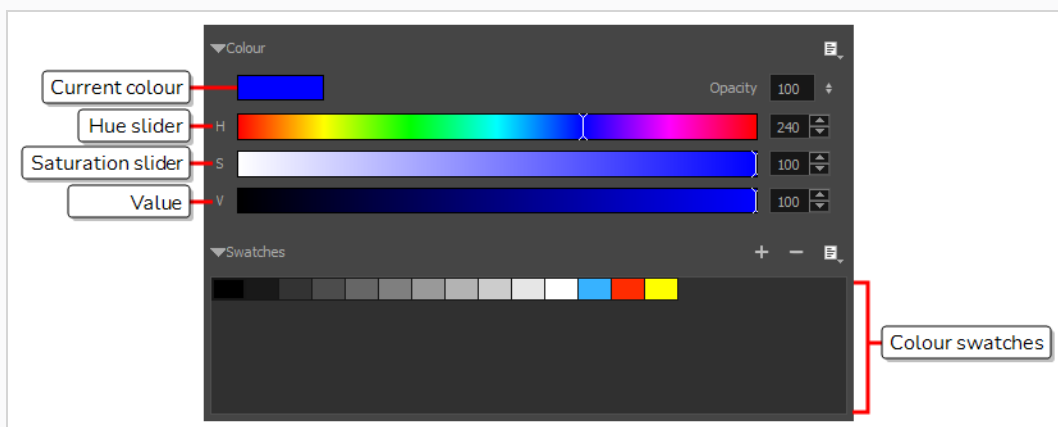 Colour
Current colour
Opacity 100
Hue slider
H 240
Saturation slider
S 100
Value
V 100
Swatches
Colour swatches